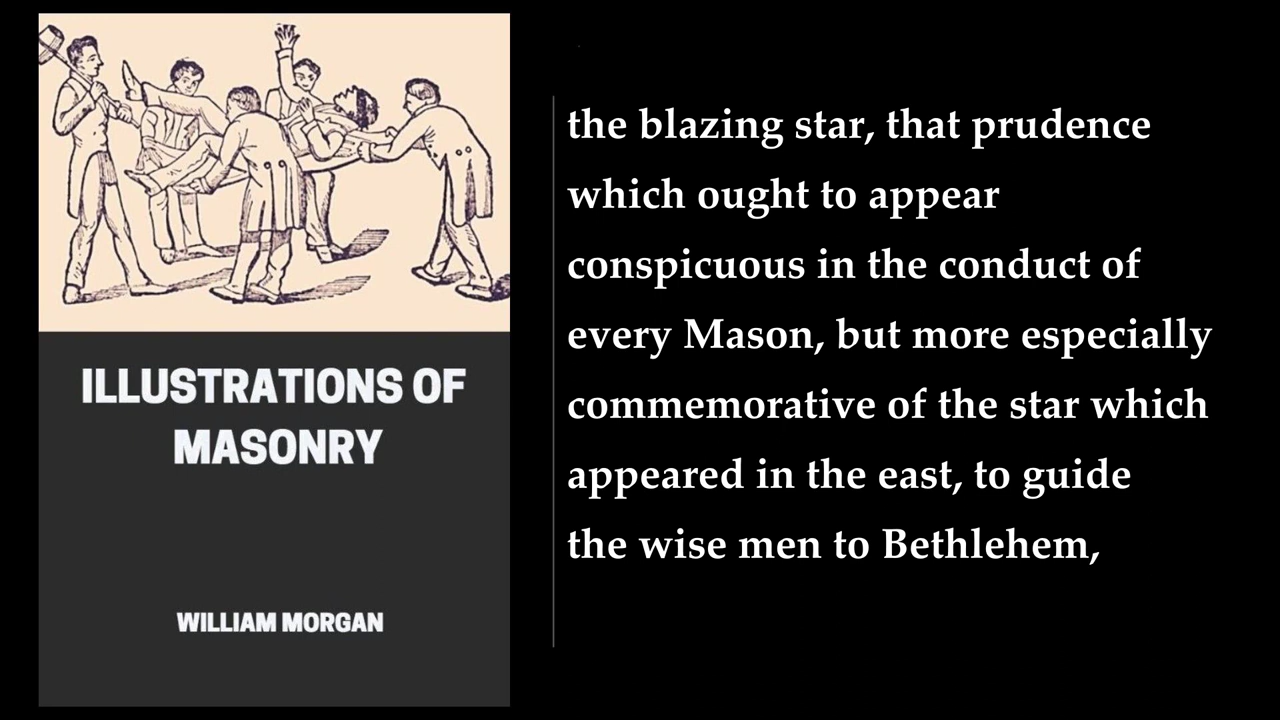 ILLUSTRATIONS OF
MASONRY
WILLIAM MORGAN
the blazing star, that prudence
which ought to appear
conspicuous in the conduct of
every Mason, but more especially
commemorative of the star which
appeared in the east, to guide
the wise men to Bethlehem,